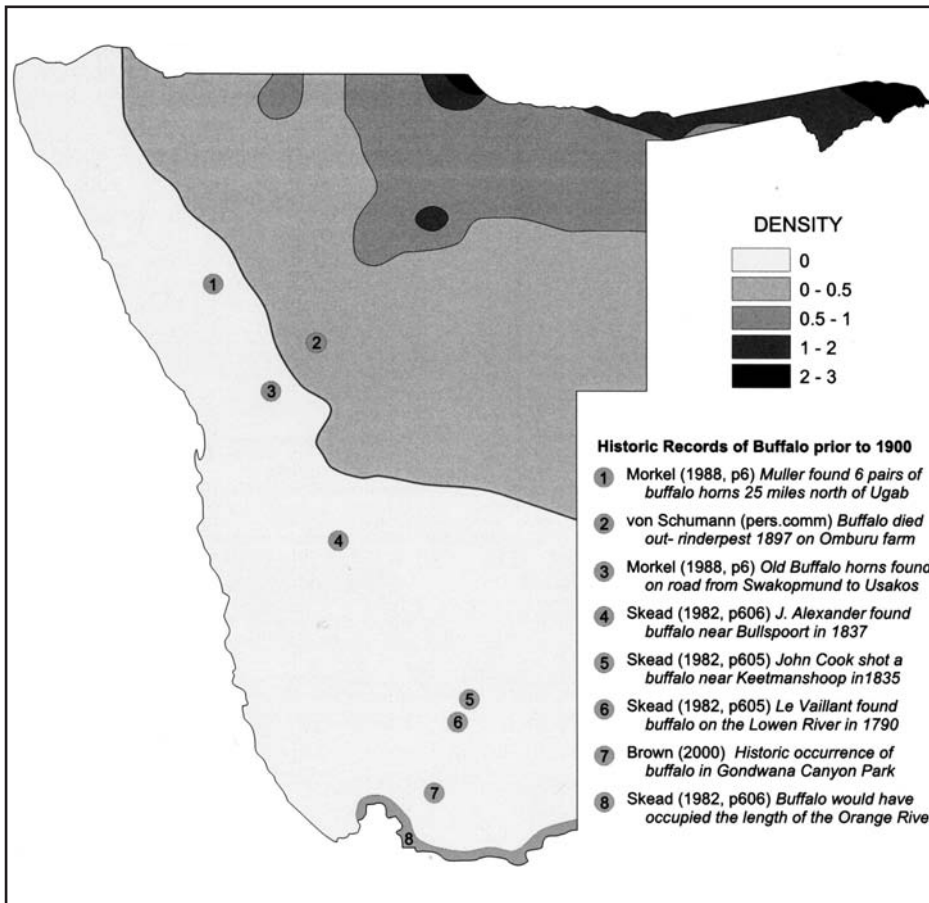 1
2
3
4
5
6
7
8
DENSITY
0
0 - 0.5
0.5 - 1
1 - 2
2 - 3
Historic Records of Buffalo prior to 1900
1 Morkel (1988, p6) Muller found 6 pairs of
buffalo horns 25 miles north of Ugab
2 von Schumann (pers.comm) Buffalo died
out- rinderpest 1897 on Omburu farm
3 Morkel (1988, p6) Old Buffalo horns found
on road from Swakopmund to Usakos
4 Skead (1982, p606) J. Alexander found
buffalo near Bullspoort in 1837
5 Skead (1982, p605) John Cook shot a
buffalo near Keetmanshoop in1835
6 Skead (1982, p605) Le Vaillant found
buffalo on the Lowen River in 1790
7 Brown (2000) Historic occurrence of
buffalo in Gondwana Canyon Park
8 Skead (1982, p606) Buffalo would have
occupied the length of the Orange Rive